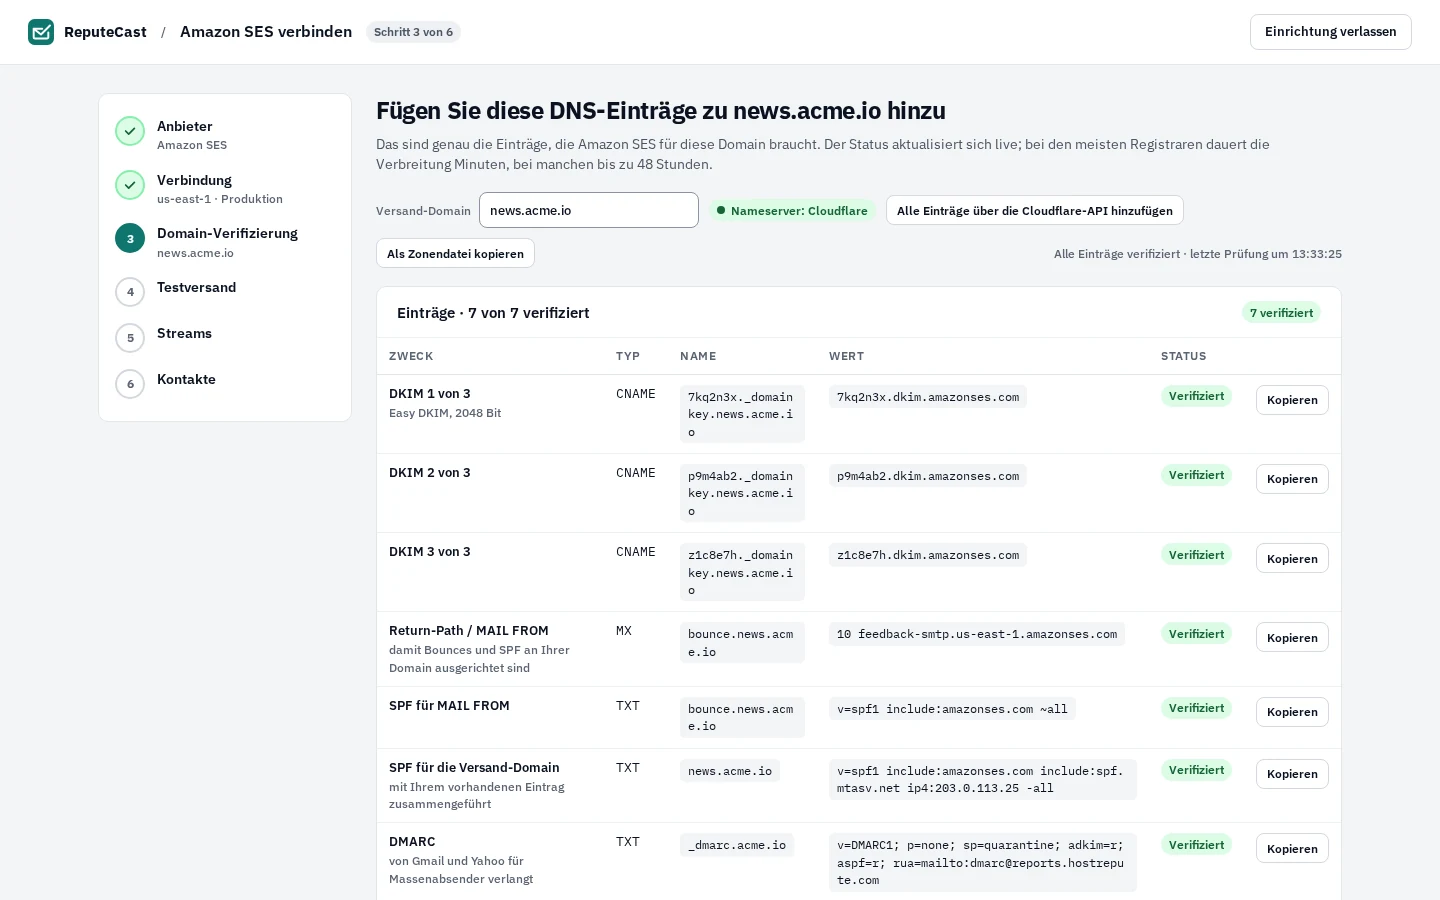 ReputeCast / Amazon SES verbinden Schritt 3 von 6 Einrichtung verlassen
Anbieter
Amazon SES
Verbindung
us-east-1 · Produktion
3 Domain-Verifizierung
news.acme.io
4 Testversand
5 Streams
6 Kontakte
Fügen Sie diese DNS-Einträge zu news.acme.io hinzu
Das sind genau die Einträge, die Amazon SES für diese Domain braucht. Der Status aktualisiert sich live; bei den meisten Registraren dauert die
Verbreitung Minuten, bei manchen bis zu 48 Stunden.
Versand-Domain news.acme.io Nameserver: Cloudflare Alle Einträge über die Cloudflare-API hinzufügen
Als Zonendatei kopieren Alle Einträge verifiziert · letzte Prüfung um 13:33:25
Einträge · 7 von 7 verifiziert 7 verifiziert
ZWECK TYP NAME WERT STATUS
DKIM 1 von 3 CNAME 7kq2n3x._domain 7kq2n3x.dkim.amazonses.com Verifiziert Kopieren
Easy DKIM, 2048 Bit key.news.acme.i
o
DKIM 2 von 3 CNAME p9m4ab2._domain p9m4ab2.dkim.amazonses.com Verifiziert Kopieren
key.news.acme.i
o
DKIM 3 von 3 CNAME z1c8e7h._domain z1c8e7h.dkim.amazonses.com Verifiziert Kopieren
key.news.acme.i
o
Return-Path / MAIL FROM MX bounce.news.acm 10 feedback-smtp.us-east-1.amazonses.com Verifiziert Kopieren
damit Bounces und SPF an Ihrer e.io
Domain ausgerichtet sind
SPF für MAIL FROM TXT bounce.news.acm v=spf1 include:amazonses.com ~all Verifiziert Kopieren
e.io
SPF für die Versand-Domain TXT news.acme.io v=spf1 include:amazonses.com include:spf. Verifiziert Kopieren
mit Ihrem vorhandenen Eintrag mtasv.net ip4:203.0.113.25 -all
zusammengeführt
DMARC TXT _dmarc.acme.io v=DMARC1; p=none; sp=quarantine; adkim=r; Verifiziert Kopieren
von Gmail und Yahoo für aspf=r; rua=mailto:dmarc@reports.hostrepu
Massenabsender verlangt te.com